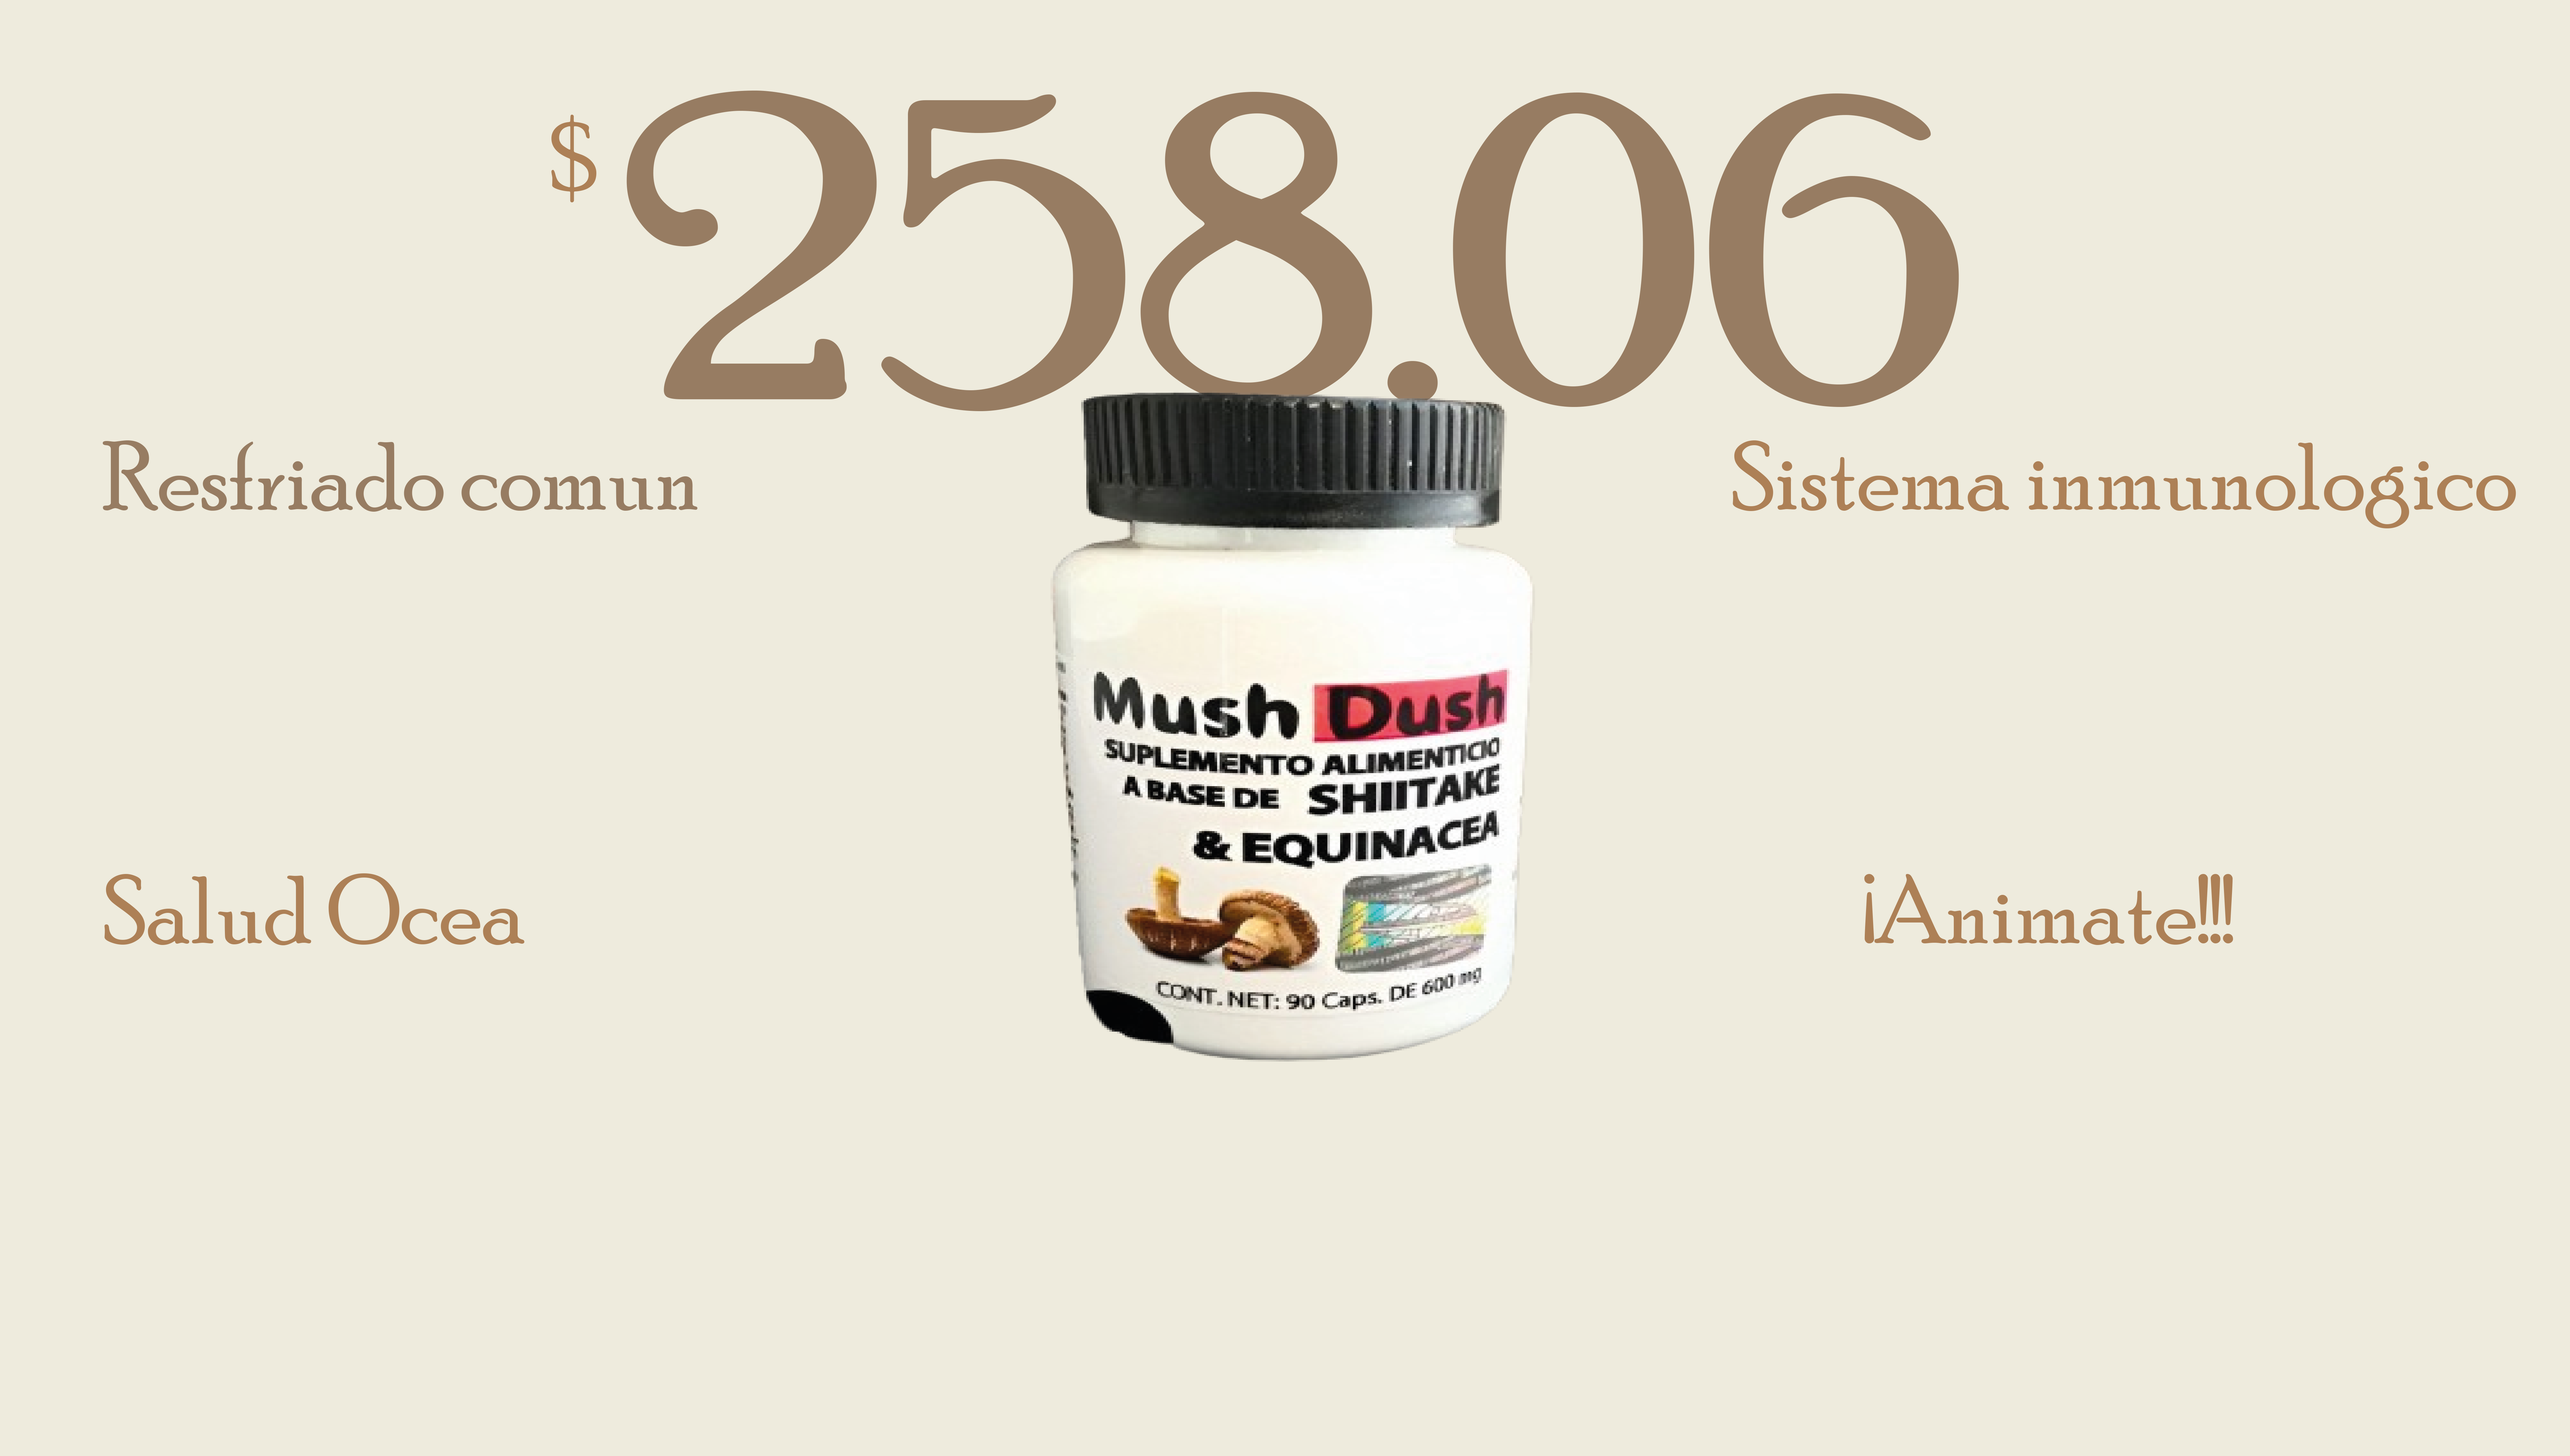 $258.06
Resfriado comun
Sistema inmunologico
Mush Dush
SUPLEMENTO ALIMENTICIO
A BASE DE SHIITAKE
& EQUINACEA
CONT. NET: 90 Caps. DE 600 mg
Salud Ocea
¡Animate!!!